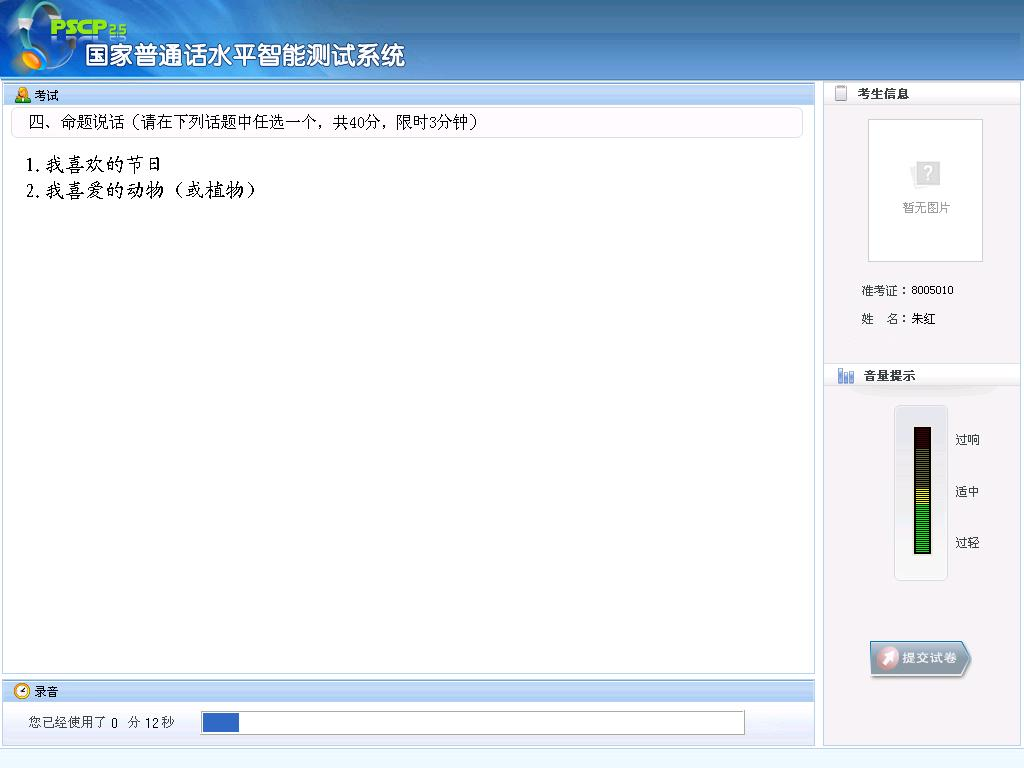 PSCP 2.5
国家普通话水平智能测试系统
考试
四、命题说话（请在下列话题中任选一个，共40分，限时3分钟）
1.我喜欢的节日
2.我喜爱的动物（或植物）
录音
您已经使用了 0 分 12秒
考生信息
?
暂无图片
准考证：8005010
姓 名：朱红
音量提示
过响
适中
过轻
提交试卷